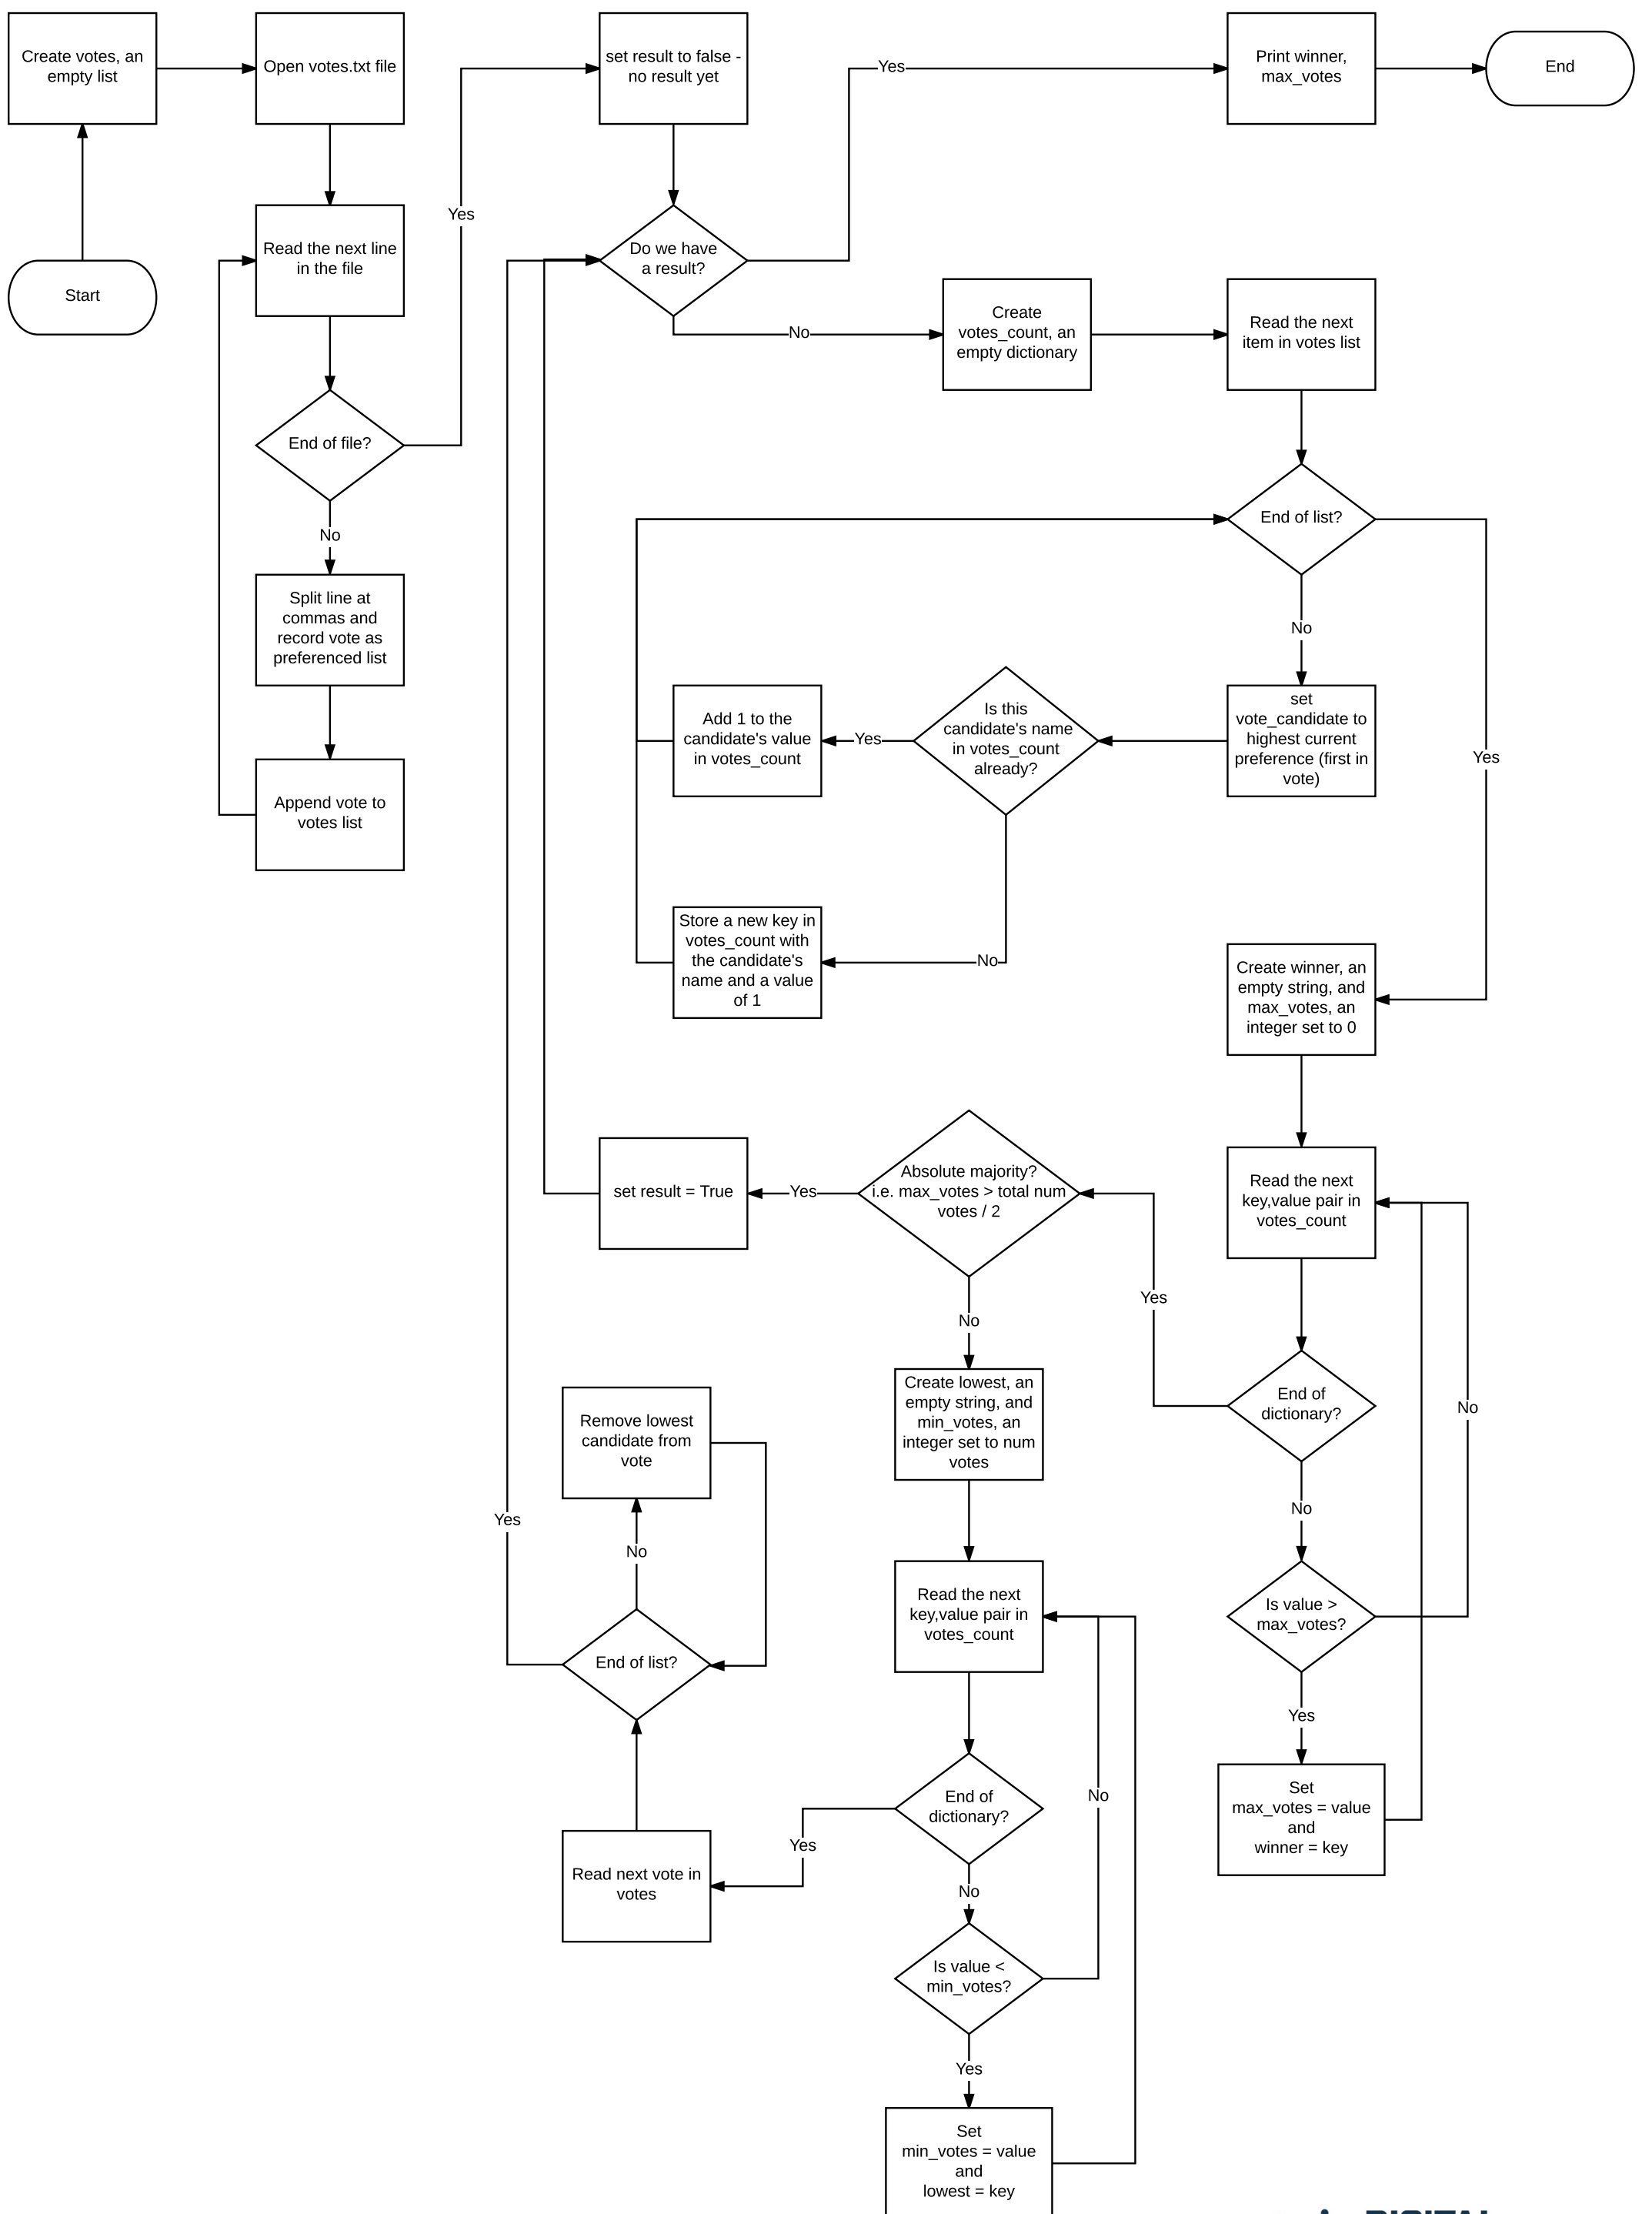 Create votes, an
empty list
Open votes.txt file
set result to false -
no result yet
Yes
Print winner,
max_votes
End
Start
Read the next line
in the file
Yes
Do we have
a result?
No
Create
votes_count, an
empty dictionary
Read the next
item in votes list
End of file?
No
Split line at
commas and
record vote as
preferenced list
Append vote to
votes list
End of list?
No
Yes
set
vote_candidate to
highest current
preference (first in
vote)
Is this
candidate's name
in votes_count
already?
Yes
Add 1 to the
candidate's value
in votes_count
No
Store a new key in
votes_count with
the candidate's
name and a value
of 1
Create winner, an
empty string, and
max_votes, an
integer set to 0
Read the next
key,value pair in
votes_count
End of
dictionary?
Yes
No
No
Is value >
max_votes?
Yes
Set
max_votes = value
and
winner = key
Absolute majority?
i.e. max_votes > total num
votes / 2
Yes
set result = True
No
Create lowest, an
empty string, and
min_votes, an
integer set to num
votes
Read the next
key,value pair in
votes_count
End of
dictionary?
Yes
No
No
Is value <
min_votes?
Yes
Set
min_votes = value
and
lowest = key
Read next vote in
votes
End of list?
No
Remove lowest
candidate from
vote
Yes